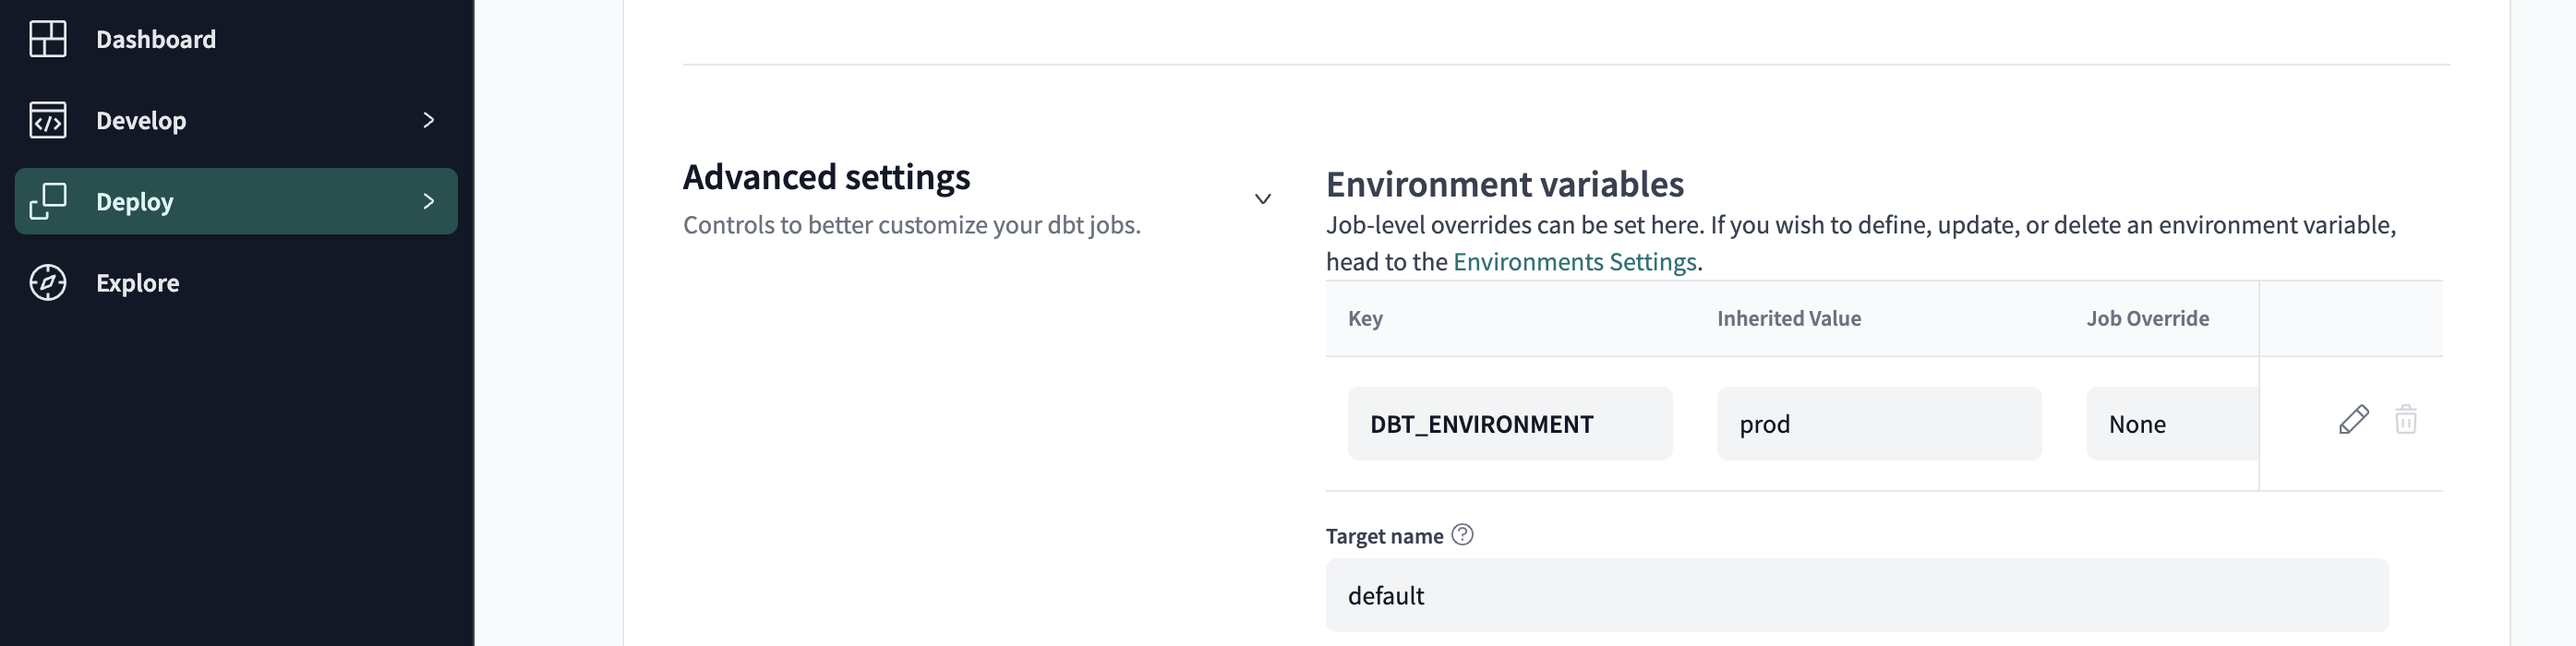 Dashboard
Develop
Deploy
Explore
Advanced settings
Controls to better customize your dbt jobs.
Environment variables
Job-level overrides can be set here. If you wish to define, update, or delete an environment variable,
head to the Environments Settings.
Key Inherited Value Job Override
DBT_ENVIRONMENT prod None
Target name
default